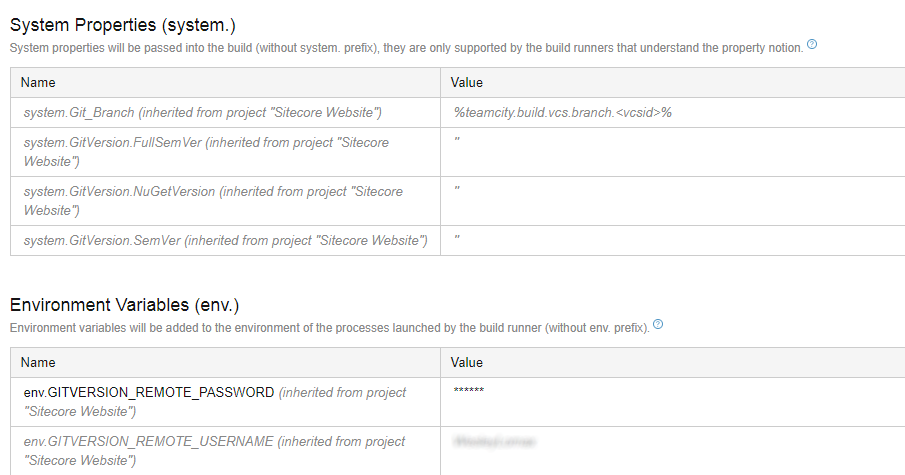 System Properties (system.)
System properties will be passed into the build (without system. prefix), they are only supported by the build runners that understand the property notion. ?
Name Value
system.Git_Branch (inherited from project "Sitecore Website") %teamcity.build.vcs.branch.<vcsid>%
system.GitVersion.FullSemVer (inherited from project "Sitecore ''
Website")
system.GitVersion.NuGetVersion (inherited from project "Sitecore ''
Website")
system.GitVersion.SemVer (inherited from project "Sitecore Website") ''
Environment Variables (env.)
Environment variables will be added to the environment of the processes launched by the build runner (without env. prefix). ?
Name Value
env.GITVERSION_REMOTE_PASSWORD (inherited from project ******
"Sitecore Website")
env.GITVERSION_REMOTE_USERNAME (inherited from project
"Sitecore Website")